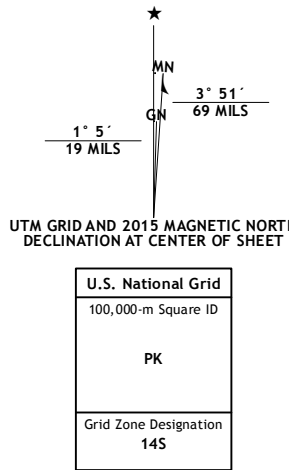 ★
MN
GN
3° 51´
69 MILS
1° 5´
19 MILS
UTM GRID AND 2015 MAGNETIC NORT
DECLINATION AT CENTER OF SHEET
U.S. National Grid
100,000-m Square ID
PK
Grid Zone Designation
14S